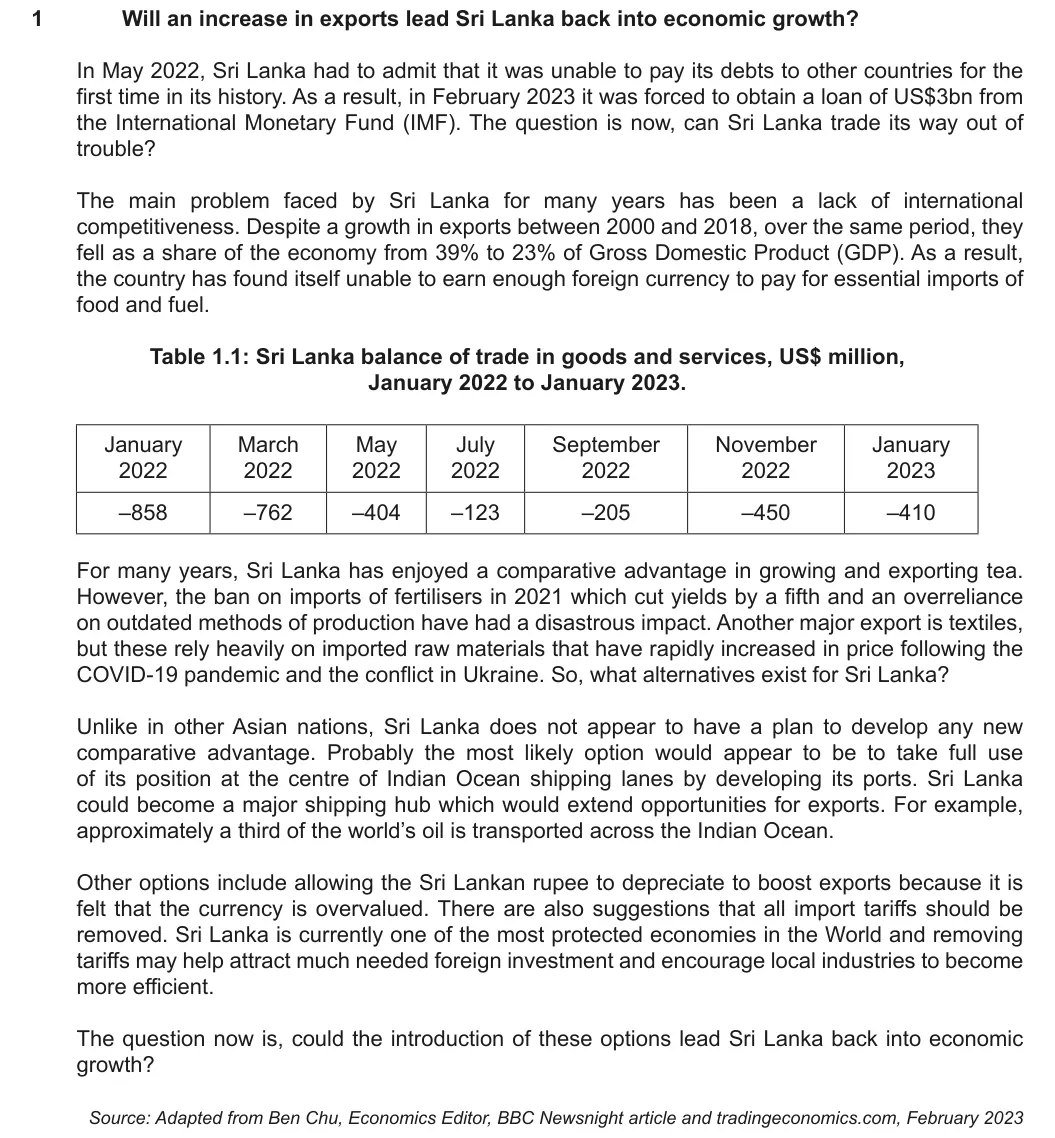 1 Will an increase in exports lead Sri Lanka back into economic growth?
In May 2022, Sri Lanka had to admit that it was unable to pay its debts to other countries for the
first time in its history. As a result, in February 2023 it was forced to obtain a loan of US$3bn from
the International Monetary Fund (IMF). The question is now, can Sri Lanka trade its way out of
trouble?
The main problem faced by Sri Lanka for many years has been a lack of international
competitiveness. Despite a growth in exports between 2000 and 2018, over the same period, they
fell as a share of the economy from 39% to 23% of Gross Domestic Product (GDP). As a result,
the country has found itself unable to earn enough foreign currency to pay for essential imports of
food and fuel.
Table 1.1: Sri Lanka balance of trade in goods and services, US$ million,
January 2022 to January 2023.
January March May July September November January
2022 2022 2022 2022 2022 2022 2023
–858 –762 –404 –123 –205 –450 –410
For many years, Sri Lanka has enjoyed a comparative advantage in growing and exporting tea.
However, the ban on imports of fertilisers in 2021 which cut yields by a fifth and an overreliance
on outdated methods of production have had a disastrous impact. Another major export is textiles,
but these rely heavily on imported raw materials that have rapidly increased in price following the
COVID-19 pandemic and the conflict in Ukraine. So, what alternatives exist for Sri Lanka?
Unlike in other Asian nations, Sri Lanka does not appear to have a plan to develop any new
comparative advantage. Probably the most likely option would appear to be to take full use
of its position at the centre of Indian Ocean shipping lanes by developing its ports. Sri Lanka
could become a major shipping hub which would extend opportunities for exports. For example,
approximately a third of the world's oil is transported across the Indian Ocean.
Other options include allowing the Sri Lankan rupee to depreciate to boost exports because it is
felt that the currency is overvalued. There are also suggestions that all import tariffs should be
removed. Sri Lanka is currently one of the most protected economies in the World and removing
tariffs may help attract much needed foreign investment and encourage local industries to become
more efficient.
The question now is, could the introduction of these options lead Sri Lanka back into economic
growth?
Source: Adapted from Ben Chu, Economics Editor, BBC Newsnight article and tradingeconomics.com, February 2023